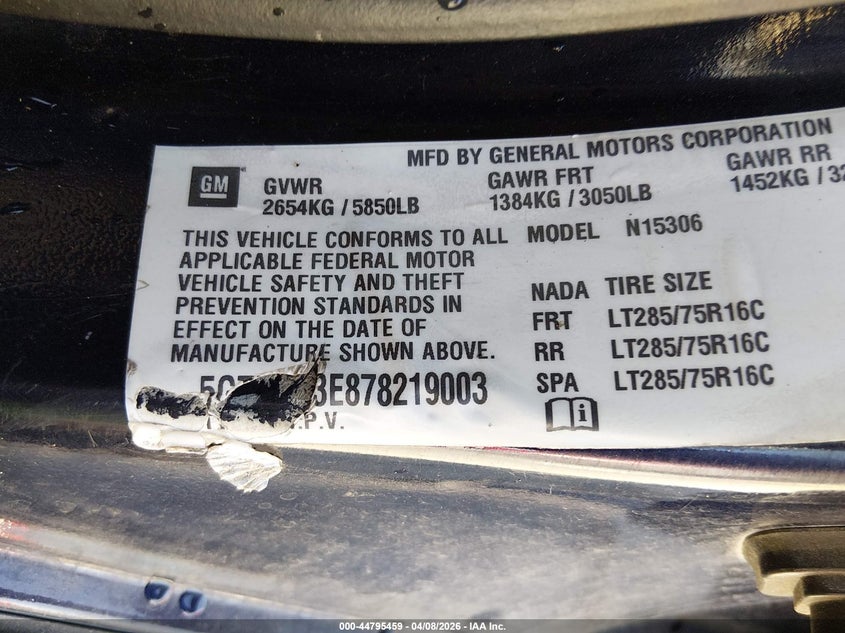 MFD BY GENERAL MOTORS CORPORATION
GM
GVWR GAWR FRT GAWR RR
2654KG / 5850LB 1384KG / 3050LB 1452KG / 32
THIS VEHICLE CONFORMS TO ALL MODEL N15306
APPLICABLE FEDERAL MOTOR
VEHICLE SAFETY AND THEFT NADA TIRE SIZE
PREVENTION STANDARDS IN FRT LT285/75R16C
EFFECT ON THE DATE OF RR LT285/75R16C
MANUFACTURE SHOWN ABOVE. SPA LT285/75R16C
3E878219003
.P.V.
000-44795459 - 04/08/2026 - IAA Inc.